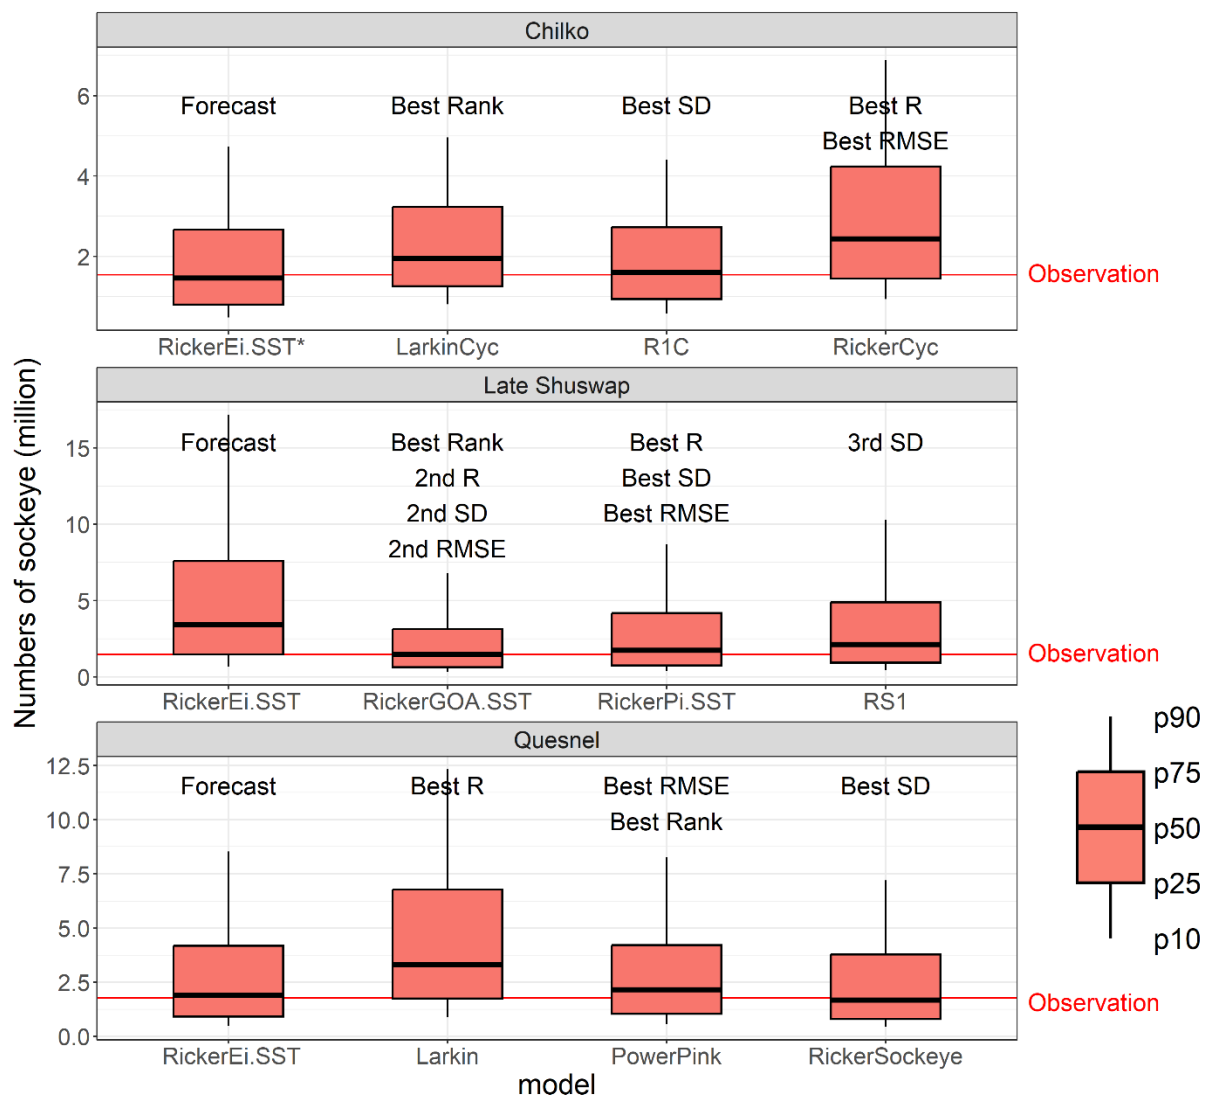 Chilko
6
4
2
Forecast
Best Rank
Best SD
Best R
Best RMSE
Observation
RickerEi.SST*
LarkinCyc
R1C
RickerCyc
Numbers of sockeye (million)
Late Shuswap
15
10
5
0
Forecast
Best Rank
2nd R
2nd SD
2nd RMSE
Best R
Best SD
Best RMSE
3rd SD
Observation
RickerEi.SST
RickerGOA.SST
RickerPi.SST
RS1
Quesnel
12.5
10.0
7.5
5.0
2.5
0.0
Forecast
Best R
Best RMSE
Best Rank
Best SD
Observation
RickerEi.SST
Larkin
PowerPink
RickerSockeye
model
p90
p75
p50
p25
p10